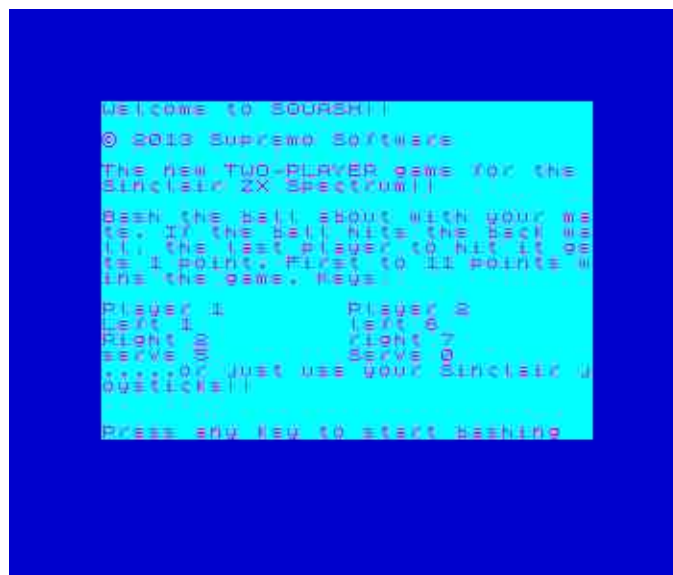 Welcome to SQUASH!!
© 2013 Supremo Software
The new TWO-PLAYER game for the
Sinclair ZX Spectrum!!
Bash the ball about with your ma
te. If the ball hits the back wa
ll, the last player to hit it ge
ts 1 point. First to 11 points w
ins the game. Keys:
Player 1 Player 2
Left 1 left 6
Right 2 right 7
serve 5 Serve 0
.....or just use your Sinclair j
oysticks!!
Press any key to start bashing